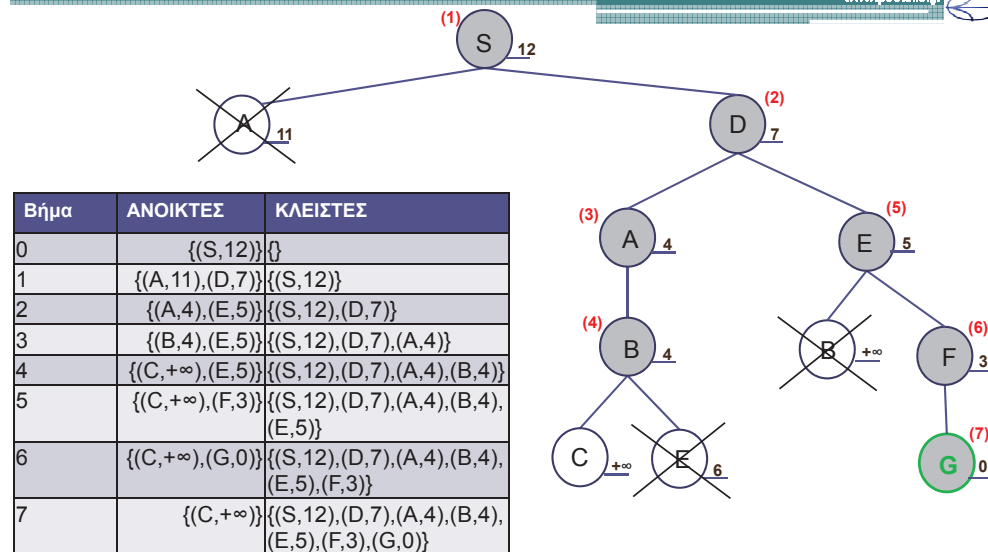 (1)
S
12
A
11
(2)
D
7
(3)
A
4
(5)
E
5
(4)
B
4
B
+∞
(6)
F
3
C
+∞
E
6
(7)
G
0
Βήμα ΑΝΟΙΚΤΕΣ ΚΛΕΙΣΤΕΣ
0 {(S,12)} {}
1 {(A,11),(D,7)} {(S,12)}
2 {(A,4),(E,5)} {(S,12),(D,7)}
3 {(B,4),(E,5)} {(S,12),(D,7),(A,4)}
4 {(C,+∞),(E,5)} {(S,12),(D,7),(A,4),(B,4)}
5 {(C,+∞),(F,3)} {(S,12),(D,7),(A,4),(B,4),
(E,5)}
6 {(C,+∞),(G,0)} {(S,12),(D,7),(A,4),(B,4),
(E,5),(F,3)}
7 {(C,+∞)} {(S,12),(D,7),(A,4),(B,4),
(E,5),(F,3),(G,0)}